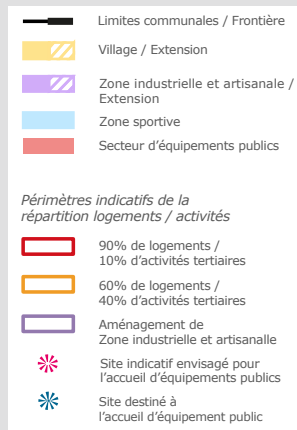 Limites communales / Frontière
Village / Extension
Zone industrielle et artisanale /
Extension
Zone sportive
Secteur d'équipements publics
Périmètres indicatifs de la
répartition logements / activités
90% de logements /
10% d'activités tertiaires
60% de logements /
40% d'activités tertiaires
Aménagement de
Zone industrielle et artisanalle
Site indicatif envisagé pour
l'accueil d'équipements publics
Site destiné à
l'accueil d'équipement public